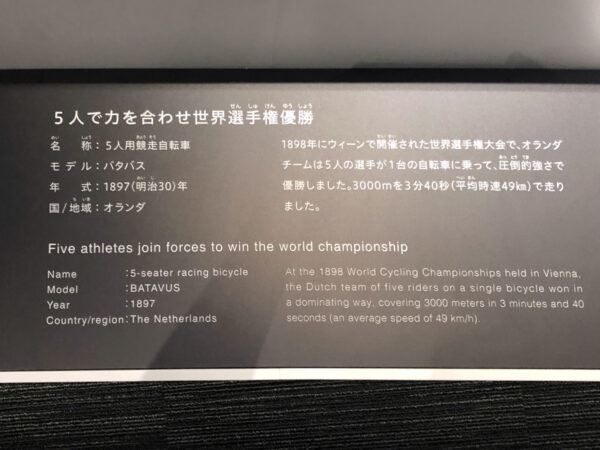 5人で力を合わせ世界選手権優勝
名称：5人用競走自転車
モデル：バタバス
年式：1897(明治30)年
国/地域：オランダ
1898年にウィーンで開催された世界選手権大会で、オランダ
チームは5人の選手が1台の自転車に乗って、圧倒的強さで
優勝しました。3000mを3分40秒(平均時速49km)で走り
ました。
Five athletes join forces to win the world championship
Name :5-seater racing bicycle
Model :BATAVUS
Year :1897
Country/region:The Netherlands
At the 1898 World Cycling Championships held in Vienna,
the Dutch team of five riders on a single bicycle won in
a dominating way, covering 3000 meters in 3 minutes and 40
seconds (an average speed of 49 km/h).